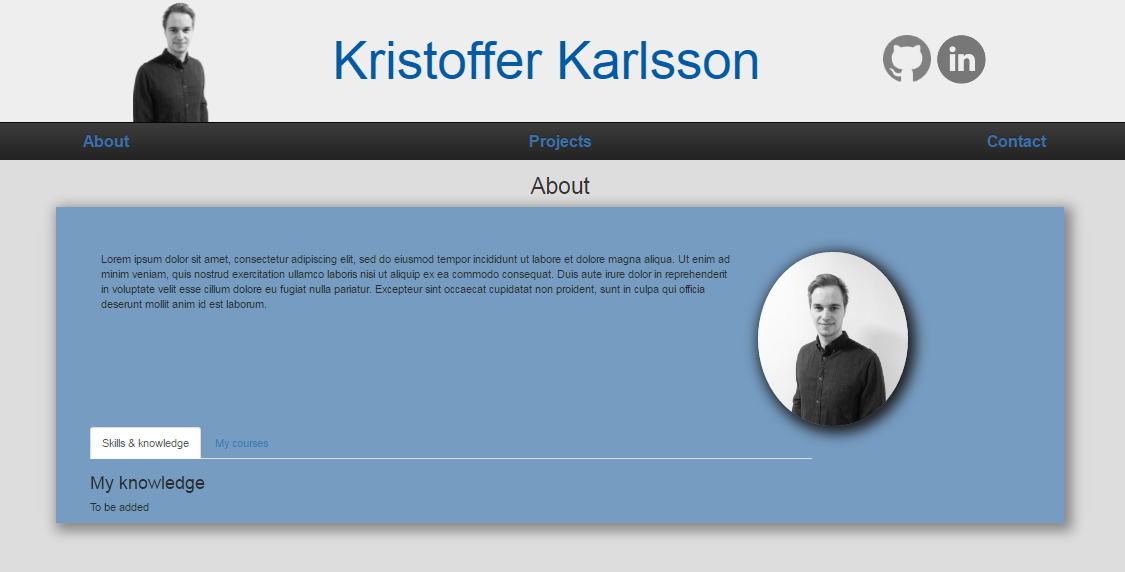 Kristoffer Karlsson
in
About
Projects
Contact
About
Lorem ipsum dolor sit amet, consectetur adipiscing elit, sed do eiusmod tempor incididunt ut labore et dolore magna aliqua. Ut enim ad
minim veniam, quis nostrud exercitation ullamco laboris nisi ut aliquip ex ea commodo consequat. Duis aute irure dolor in reprehenderit
in voluptate velit esse cillum dolore eu fugiat nulla pariatur. Excepteur sint occaecat cupidatat non proident, sunt in culpa qui officia
deserunt mollit anim id est laborum.
Skills & knowledge
My courses
My knowledge
To be added